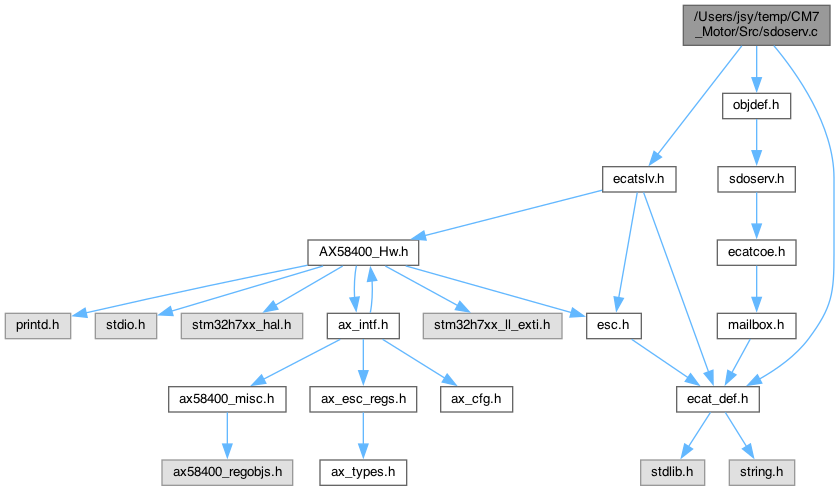 /Users/jsy/temp/CM7
_Motor/Src/sdoserv.c
objdef.h
ecatslv.h
sdoserv.h
AX58400_Hw.h
ecatcoe.h
printd.h
stdio.h
stm32h7xx_hal.h
ax_intf.h
stm32h7xx_ll_exti.h
esc.h
mailbox.h
ax58400_misc.h
ax_esc_regs.h
ax_cfg.h
ecat_def.h
ax58400_regobjs.h
ax_types.h
stdlib.h
string.h